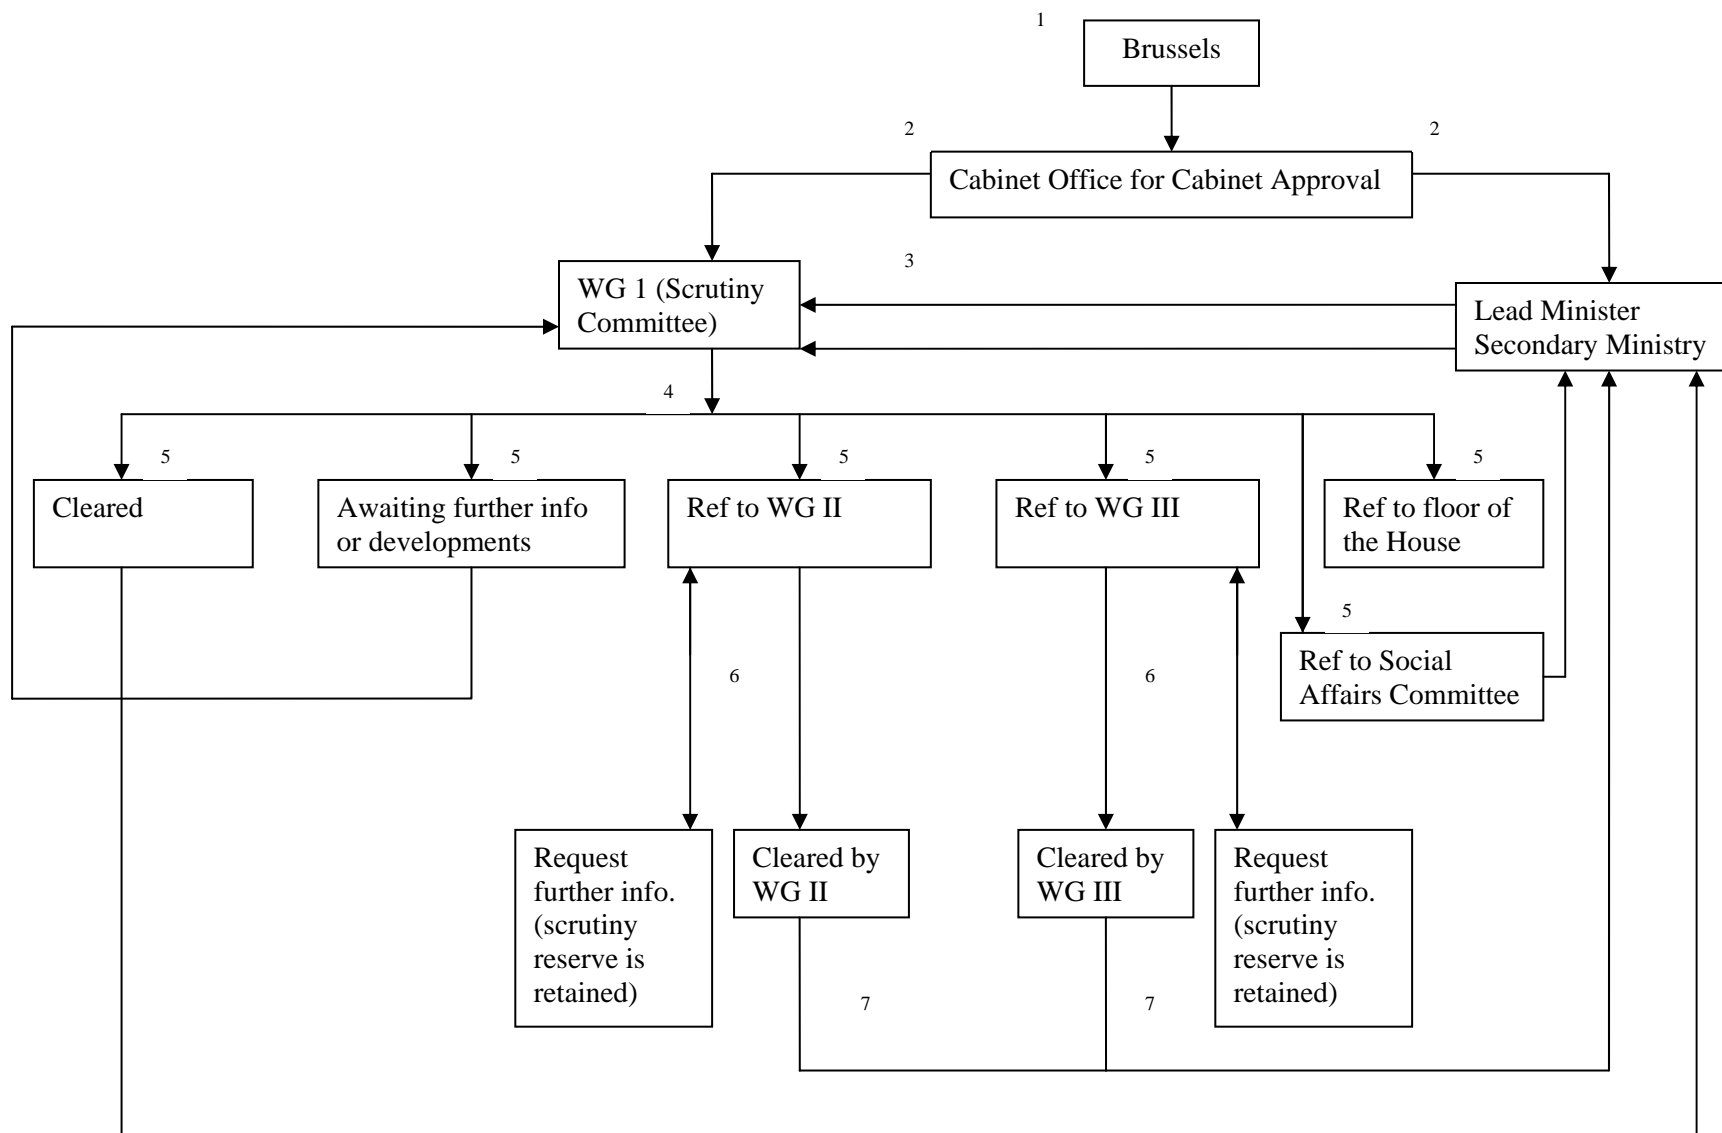 1
Brussels
2
2
Cabinet Office for Cabinet Approval
3
WG 1 (Scrutiny
Committee)
Lead Minister
Secondary Ministry
4
5
5
5
5
5
Cleared
Awaiting further info
or developments
Ref to WG II
Ref to WG III
Ref to floor of
the House
5
Ref to Social
Affairs Committee
6
6
Request
further info.
(scrutiny
reserve is
retained)
Cleared by
WG II
Cleared by
WG III
Request
further info.
(scrutiny
reserve is
retained)
7
7